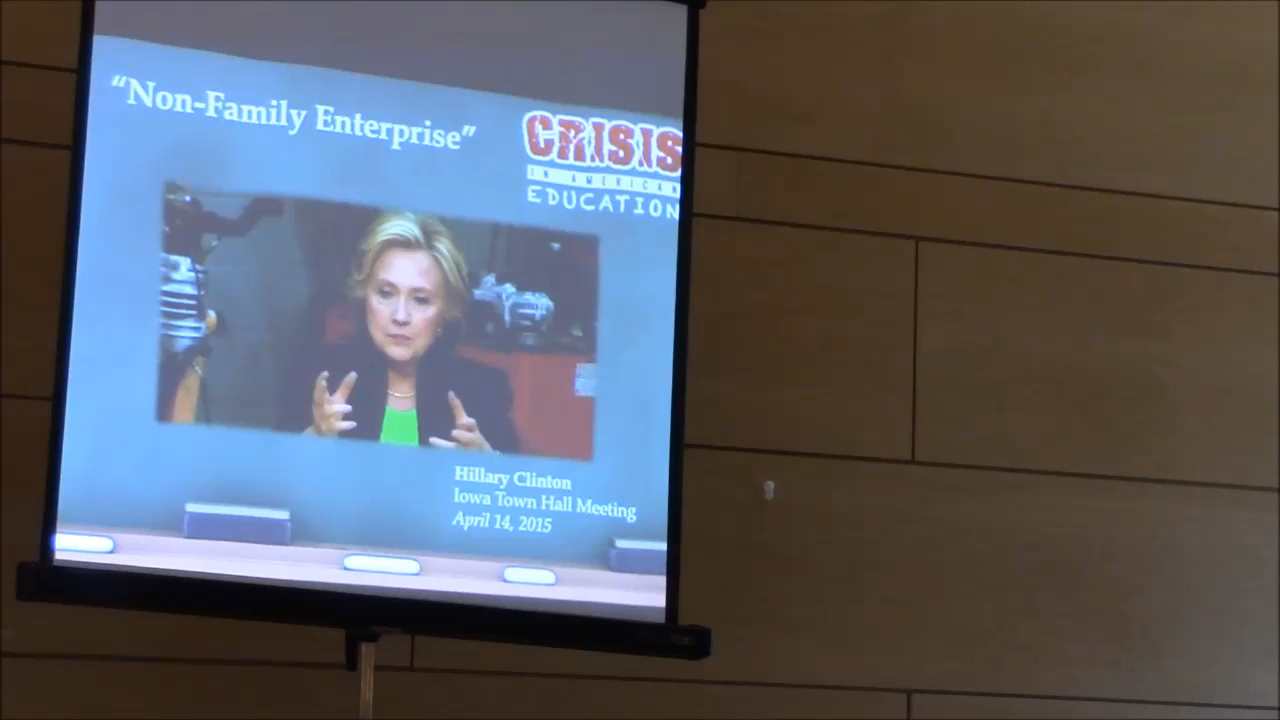 “Non-Family Enterprise”
CRISIS
IN AMERICAN
EDUCATION
Hillary Clinton
Iowa Town Hall Meeting
April 14, 2015